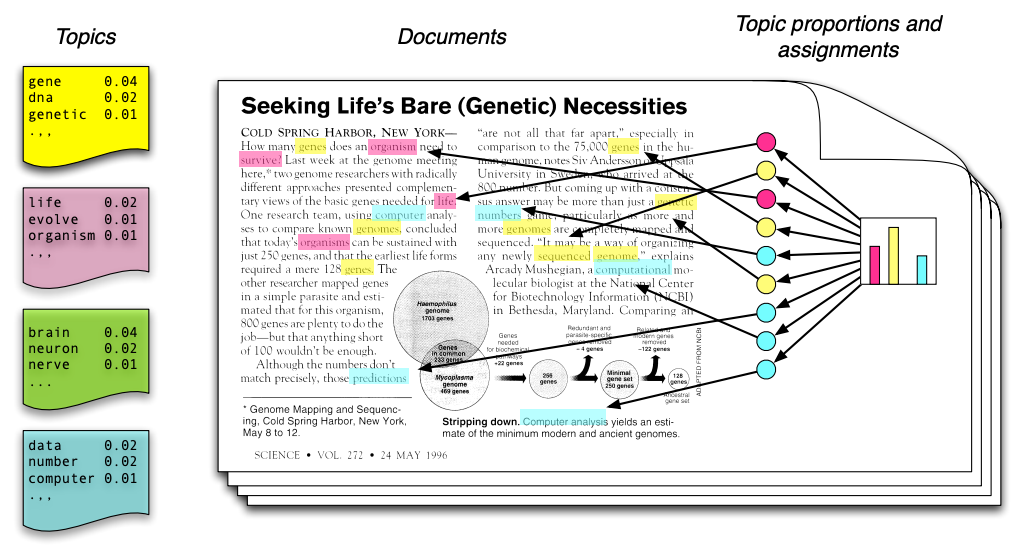 Topics
Documents
Topic proportions and
assignments
gene 0.04
dna 0.02
genetic 0.01
.,,
life 0.02
evolve 0.01
organism 0.01
.,,
brain 0.04
neuron 0.02
nerve 0.01
...
data 0.02
number 0.02
computer 0.01
.,,
Seeking Life's Bare (Genetic) Necessities
COLD SPRING HARBOR, NEW YORK—
How many genes does an organism need to
survive? Last week at the genome meeting
here,* two genome researchers with radically
different approaches presented complemen-
tary views of the basic genes needed for life.
One research team, using computer analy-
ses to compare known genomes, concluded
that today's organisms can be sustained with
just 250 genes, and that the earliest life forms
required a mere 128 genes. The
other researcher mapped genes
in a simple parasite and esti-
mated that for this organism,
800 genes are plenty to do the
job—but that anything short
of 100 wouldn't be enough.
Although the numbers don't
match precisely, those predictions
* Genome Mapping and Sequenc-
ing, Cold Spring Harbor, New York,
May 8 to 12.
"are not all that far apart," especially in
comparison to the 75,000 genes in the hu-
man genome, notes Siv Andersson of Uppsala
University in Sweden, who arrived at the
800 number. But coming up with a consen-
sus answer may be more than just a genetic
numbers game, particularly as more and
more genomes are completely mapped and
sequenced. "It may be a way of organizing
any newly sequenced genome," explains
Arcady Mushegian, a computational mo-
lecular biologist at the National Center
for Biotechnology Information (NCBI)
in Bethesda, Maryland. Comparing an
Haemophilus
genome
1703 genes
Genes
in common
233 genes
Mycoplasma
genome
469 genes
Genes
needed
for biochemical
pathways
+22 genes
256
genes
Redundant and
parasite-specific
genes removed
– 4 genes
Minimal
gene set
250 genes
modern genes
removed
–122 genes
128
genes
Ancestral
gene set
ADAPTED FROM NCBI
Stripping down. Computer analysis yields an esti-
mate of the minimum modern and ancient genomes.
SCIENCE • VOL. 272 • 24 MAY 1996